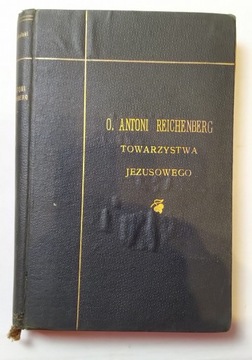 O. ANTONI REICHENBERG
TOWARZYSTWA
JEZUSOWEGO